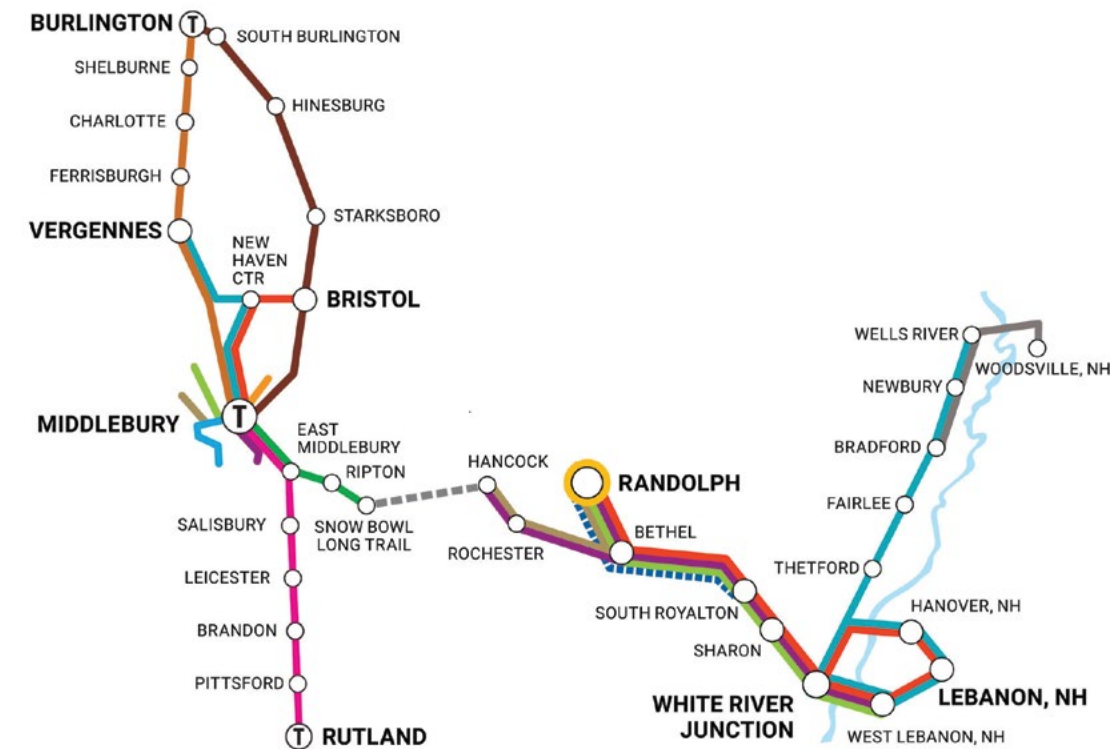 BURLINGTON
T
SOUTH BURLINGTON
SHELBURNE
HINESBURG
CHARLOTTE
FERRISBURGH
STARKSBORO
VERGENNES
NEW
HAVEN
CTR
BRISTOL
WELLS RIVER
WOODSVILLE, NH
NEWBURY
MIDDLEBURY
T
EAST
MIDDLEBURY
RIPTON
BRADFORD
HANCOCK
RANDOLPH
SNOW BOWL
LONG TRAIL
SALISBURY
ROCHESTER
BETHEL
FAIRLEE
LEICESTER
THETFORD
SOUTH ROYALTON
HANOVER, NH
BRANDON
SHARON
PITTSFORD
WHITE RIVER
JUNCTION
LEBANON, NH
WEST LEBANON, NH
T
RUTLAND